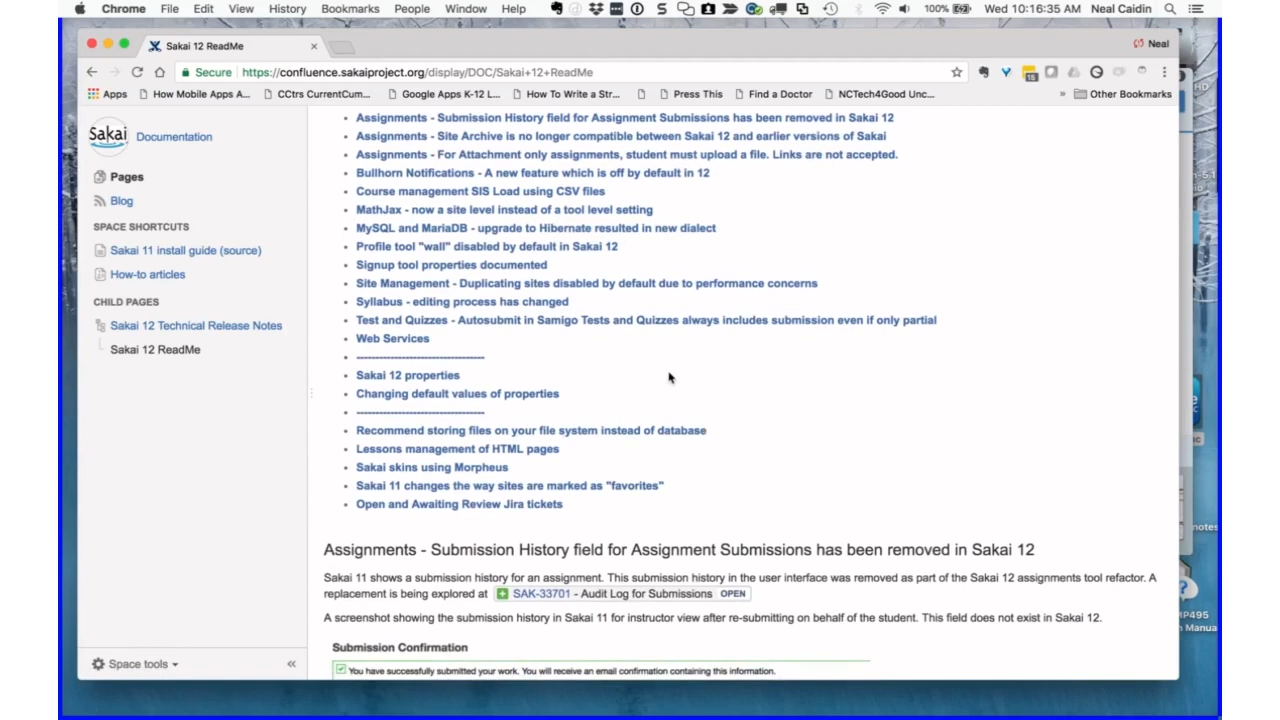 Chrome File Edit View History Bookmarks People Window Help 100% Wed 10:16:35 AM Neal Caidin
Sakai 12 ReadMe Neal
Secure https://confluence.sakaiproject.org/display/DOC/Sakai+12+ReadMe
Apps How Mobile Apps A... CCtrs CurrentCum... Google Apps K-12 L... How To Write a Str... Press This Find a Doctor NCTech4Good Unc... » Other Bookmarks
Sakai Documentation
Pages
Blog
SPACE SHORTCUTS
Sakai 11 install guide (source)
How-to articles
CHILD PAGES
Sakai 12 Technical Release Notes
Sakai 12 ReadMe
Space tools
Assignments - Submission History field for Assignment Submissions has been removed in Sakai 12
Assignments - Site Archive is no longer compatible between Sakai 12 and earlier versions of Sakai
Assignments - For Attachment only assignments, student must upload a file. Links are not accepted.
Bullhorn Notifications - A new feature which is off by default in 12
Course management SIS Load using CSV files
MathJax - now a site level instead of a tool level setting
MySQL and MariaDB - upgrade to Hibernate resulted in new dialect
Profile tool "wall" disabled by default in Sakai 12
Signup tool properties documented
Site Management - Duplicating sites disabled by default due to performance concerns
Syllabus - editing process has changed
Test and Quizzes - Autosubmit in Samigo Tests and Quizzes always includes submission even if only partial
Web Services
--------------------------------
Sakai 12 properties
Changing default values of properties
--------------------------------
Recommend storing files on your file system instead of database
Lessons management of HTML pages
Sakai skins using Morpheus
Sakai 11 changes the way sites are marked as "favorites"
Open and Awaiting Review Jira tickets
Assignments - Submission History field for Assignment Submissions has been removed in Sakai 12
Sakai 11 shows a submission history for an assignment. This submission history in the user interface was removed as part of the Sakai 12 assignments tool refactor. A
replacement is being explored at SAK-33701 - Audit Log for Submissions OPEN
A screenshot showing the submission history in Sakai 11 for instructor view after re-submitting on behalf of the student. This field does not exist in Sakai 12.
Submission Confirmation
You have successfully submitted your work. You will receive an email confirmation containing this information.
notes
MP495
n Manua